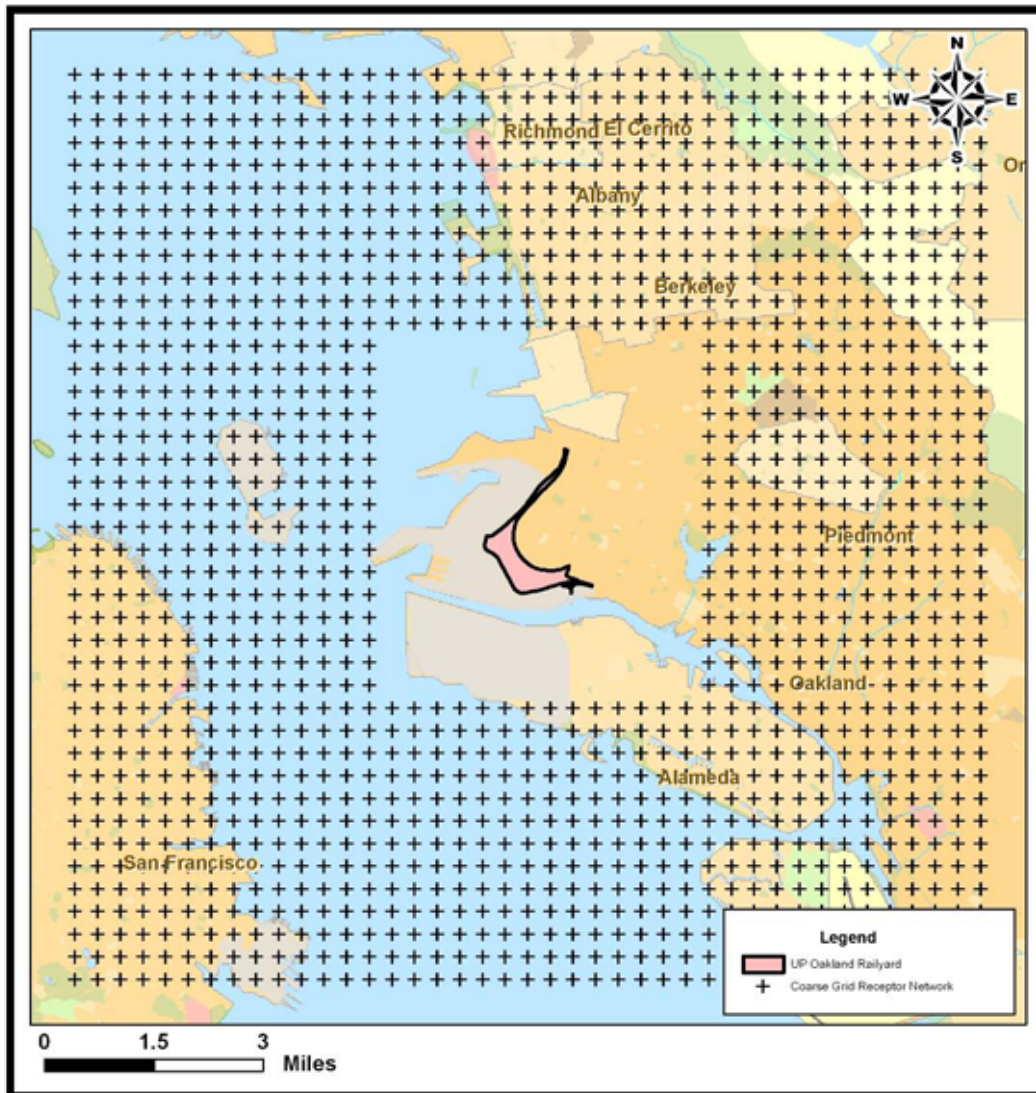 N
W E
S
Richmond El Cerrito
Or
Albany
Berkeley
Piedmont
Oakland
Alameda
San Francisco
Legend
UP Oakland Railyard
Coarse Grid Receptor Network
0 1.5 3
Miles